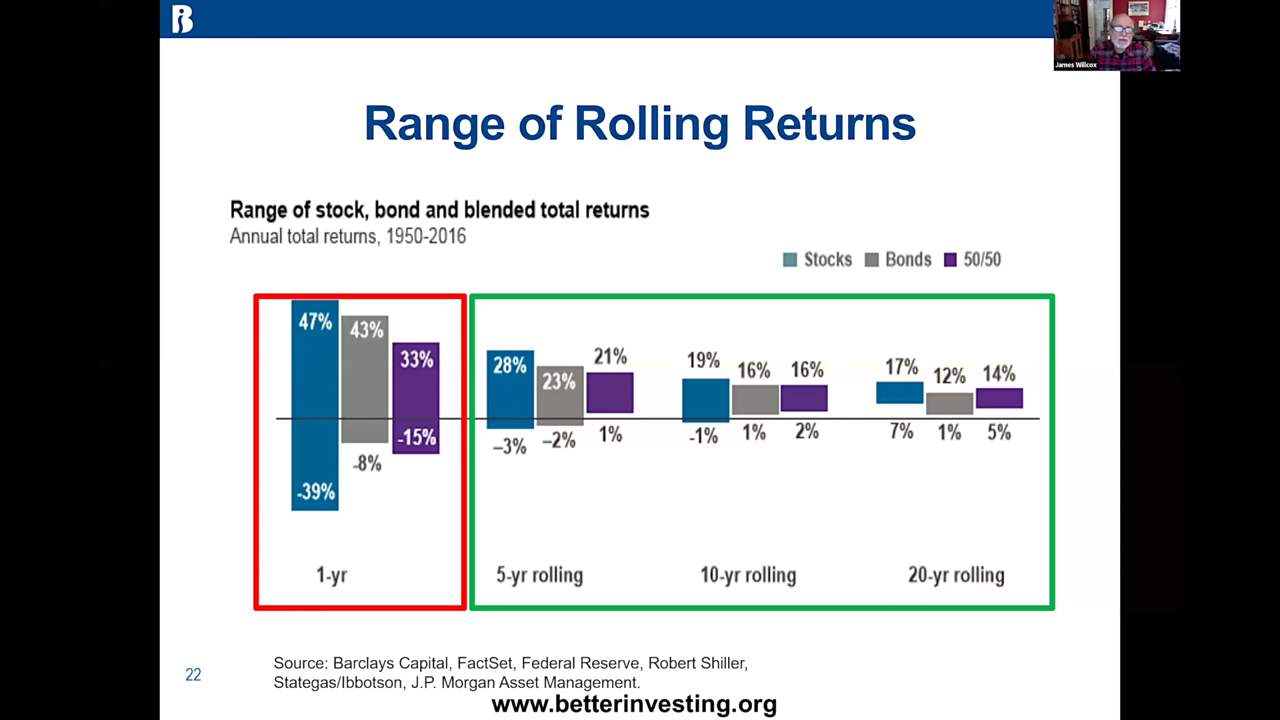 B
James Willcox
Range of Rolling Returns
Range of stock, bond and blended total returns
Annual total returns, 1950-2016
Stocks Bonds 50/50
47% 43% 33%
-39% -8% -15%
28% 23% 21%
–3% –2% 1%
19% 16% 16%
-1% 1% 2%
17% 12% 14%
7% 1% 5%
1-yr 5-yr rolling 10-yr rolling 20-yr rolling
Source: Barclays Capital, FactSet, Federal Reserve, Robert Shiller,
Stategas/Ibbotson, J.P. Morgan Asset Management.
22
www.betterinvesting.org